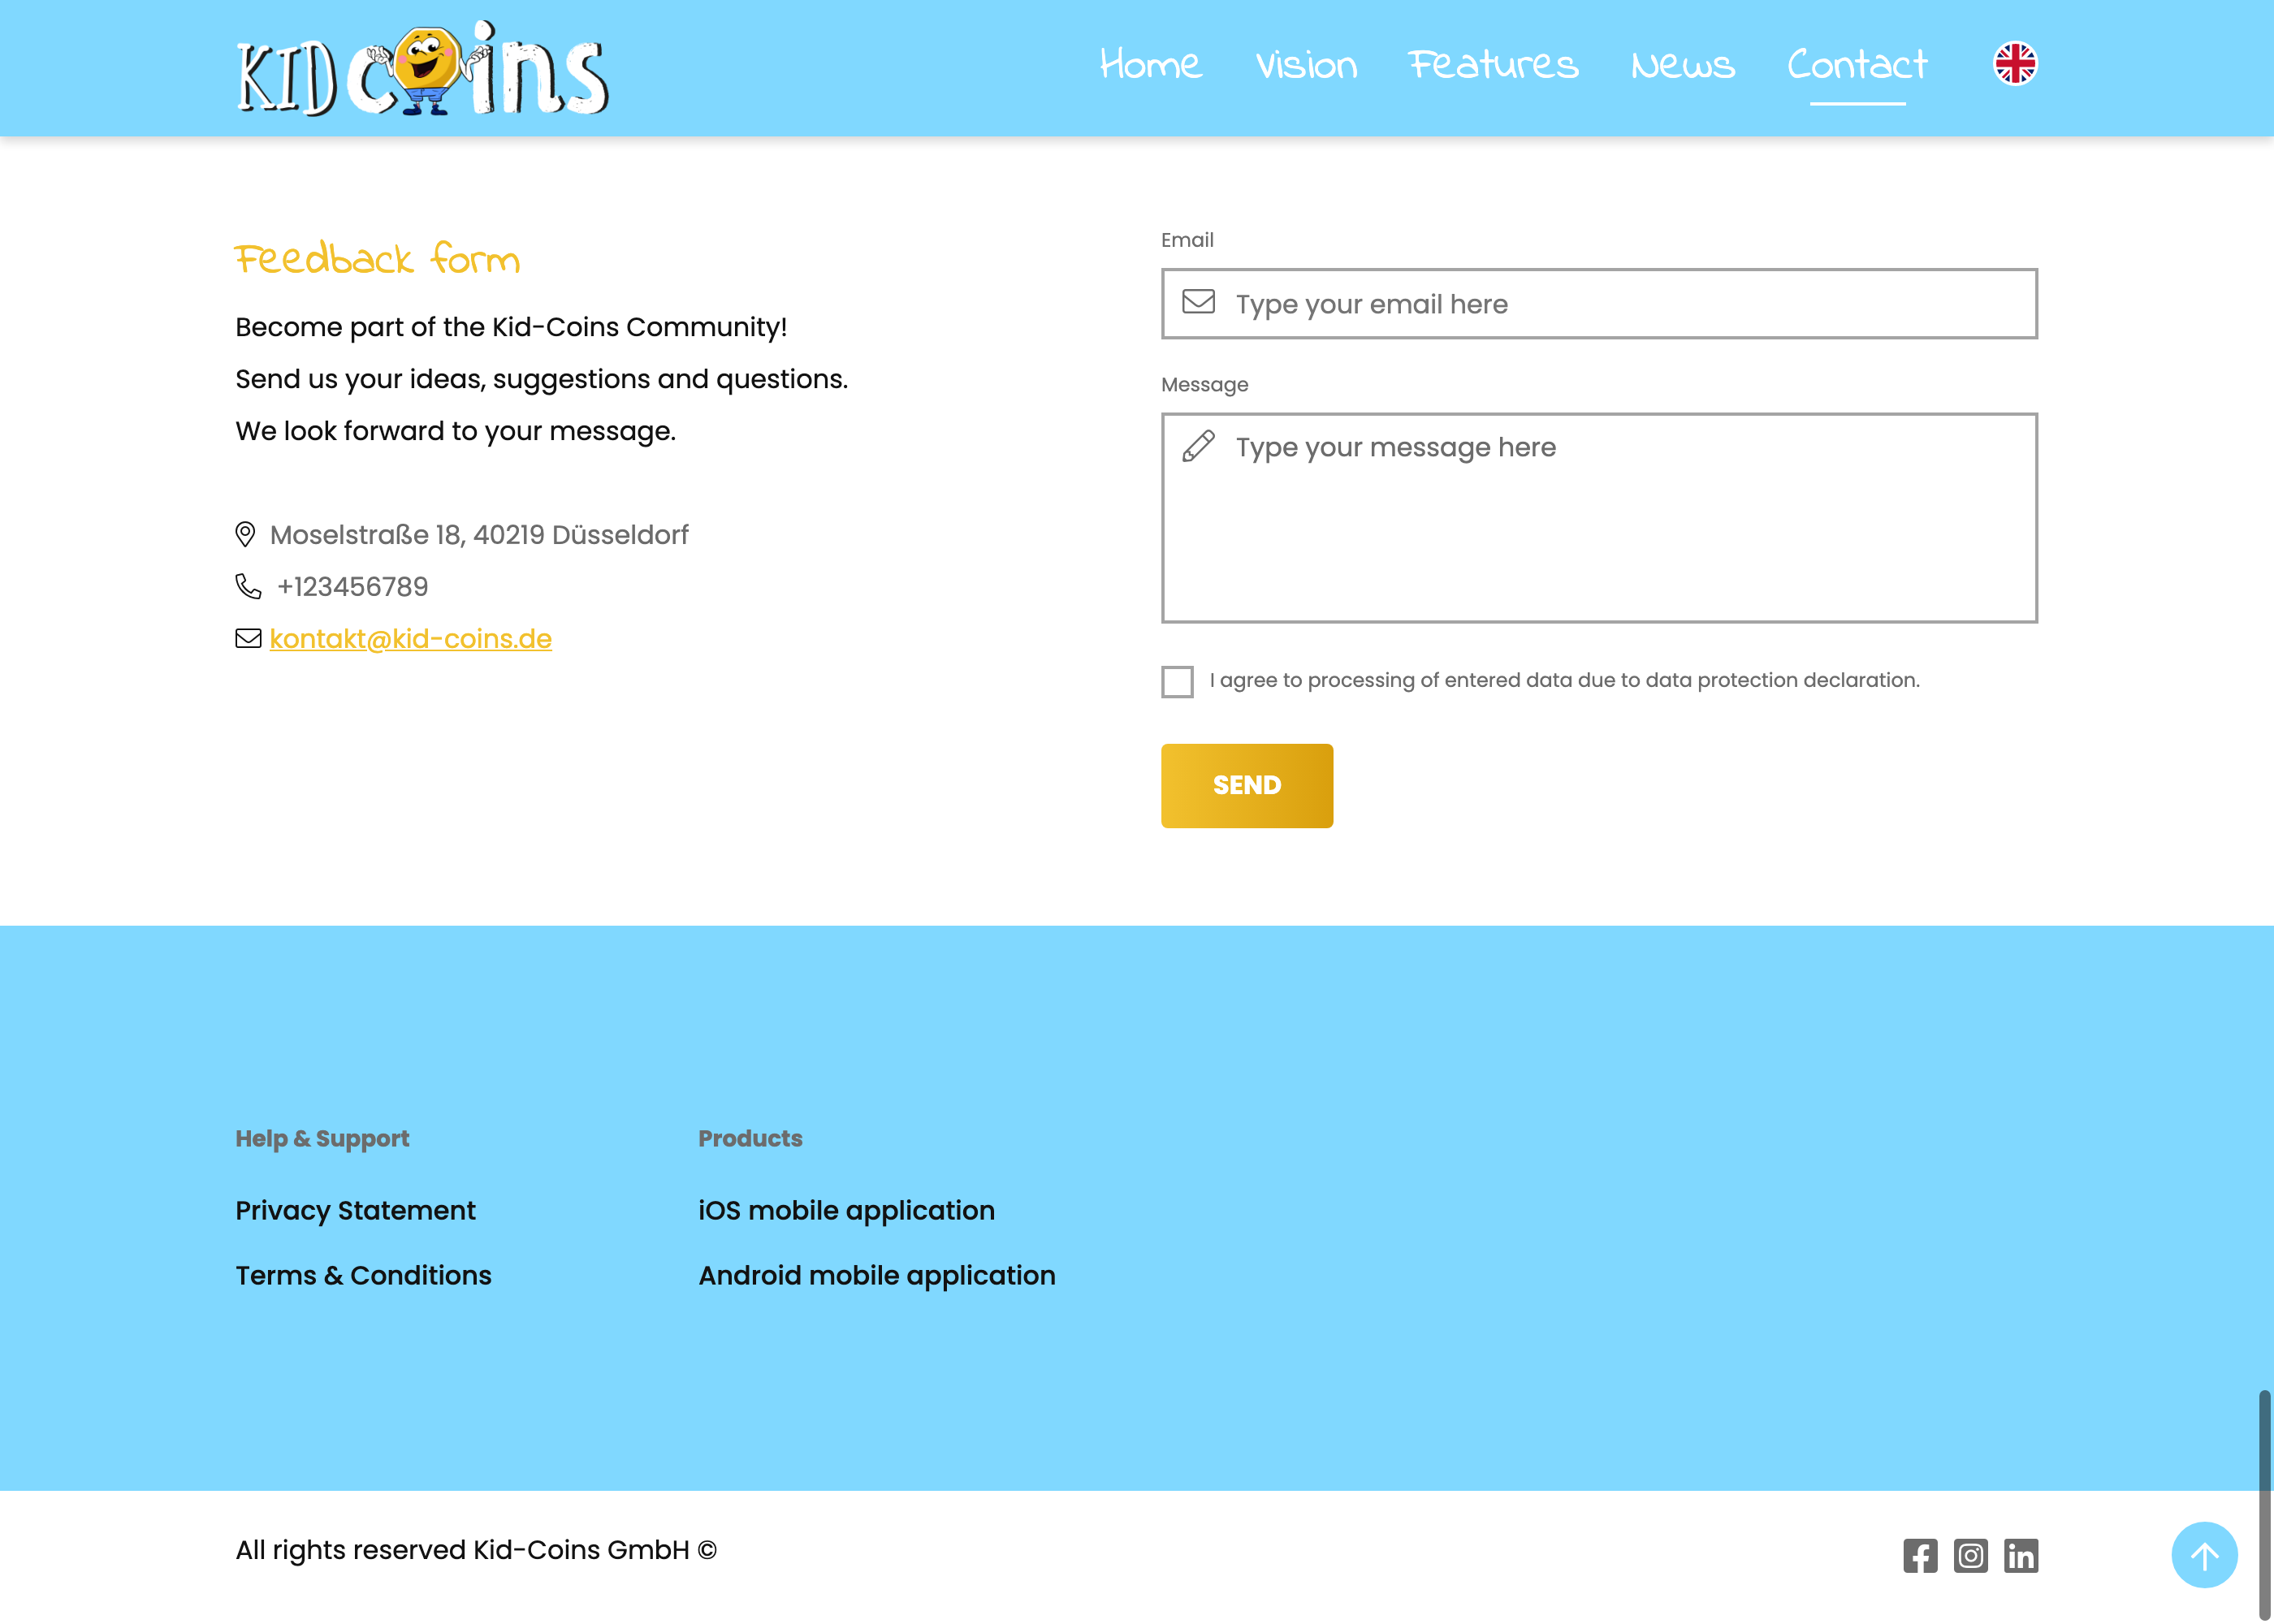 KID coins
Home Vision Features News Contact
Feedback form
Become part of the Kid-Coins Community!
Send us your ideas, suggestions and questions.
We look forward to your message.
Moselstraße 18, 40219 Düsseldorf
+123456789
kontakt@kid-coins.de
Email
Type your email here
Message
Type your message here
I agree to processing of entered data due to data protection declaration.
SEND
Help & Support
Privacy Statement
Terms & Conditions
Products
iOS mobile application
Android mobile application
All rights reserved Kid-Coins GmbH ©